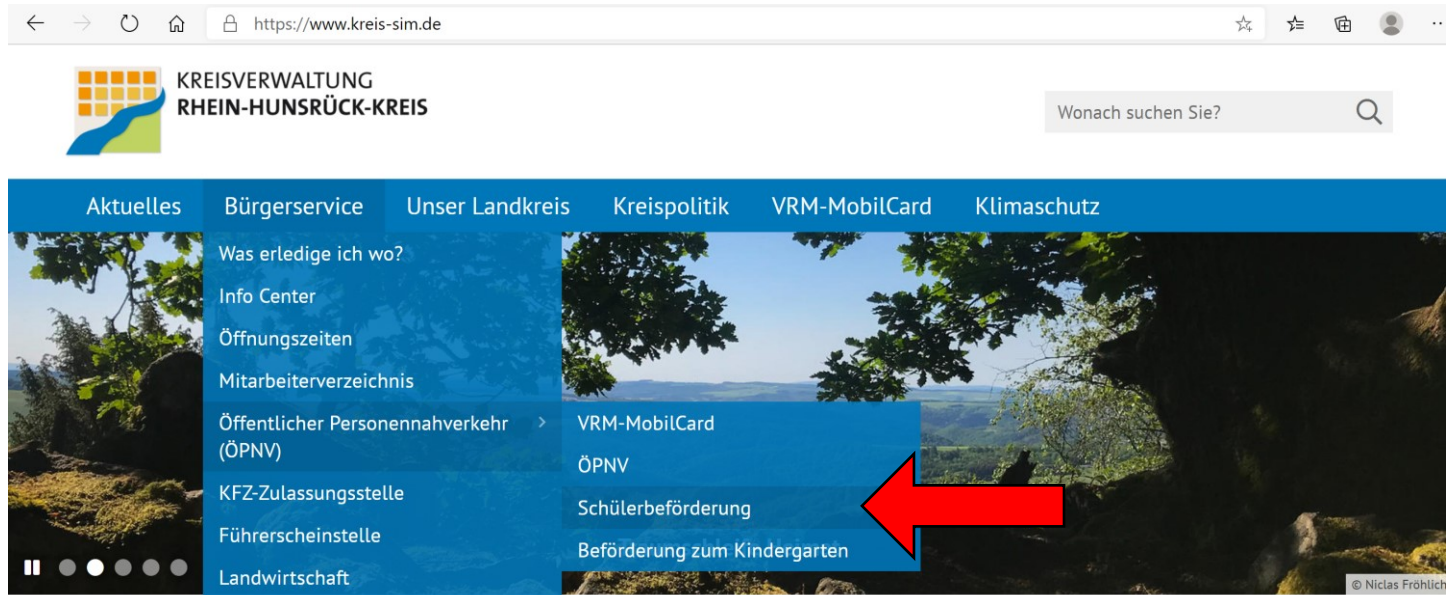 https://www.kreis-sim.de
KREISVERWALTUNG
RHEIN-HUNSRÜCK-KREIS
Wonach suchen Sie?
Aktuelles Bürgerservice Unser Landkreis Kreispolitik VRM-MobilCard Klimaschutz
Was erledige ich wo?
Info Center
Öffnungszeiten
Mitarbeiterverzeichnis
Öffentlicher Personennahverkehr
(ÖPNV)
KFZ-Zulassungsstelle
Führerscheinstelle
Landwirtschaft
VRM-MobilCard
ÖPNV
Schülerbeförderung
Beförderung zum Kindergarten
© Niclas Fröhlich